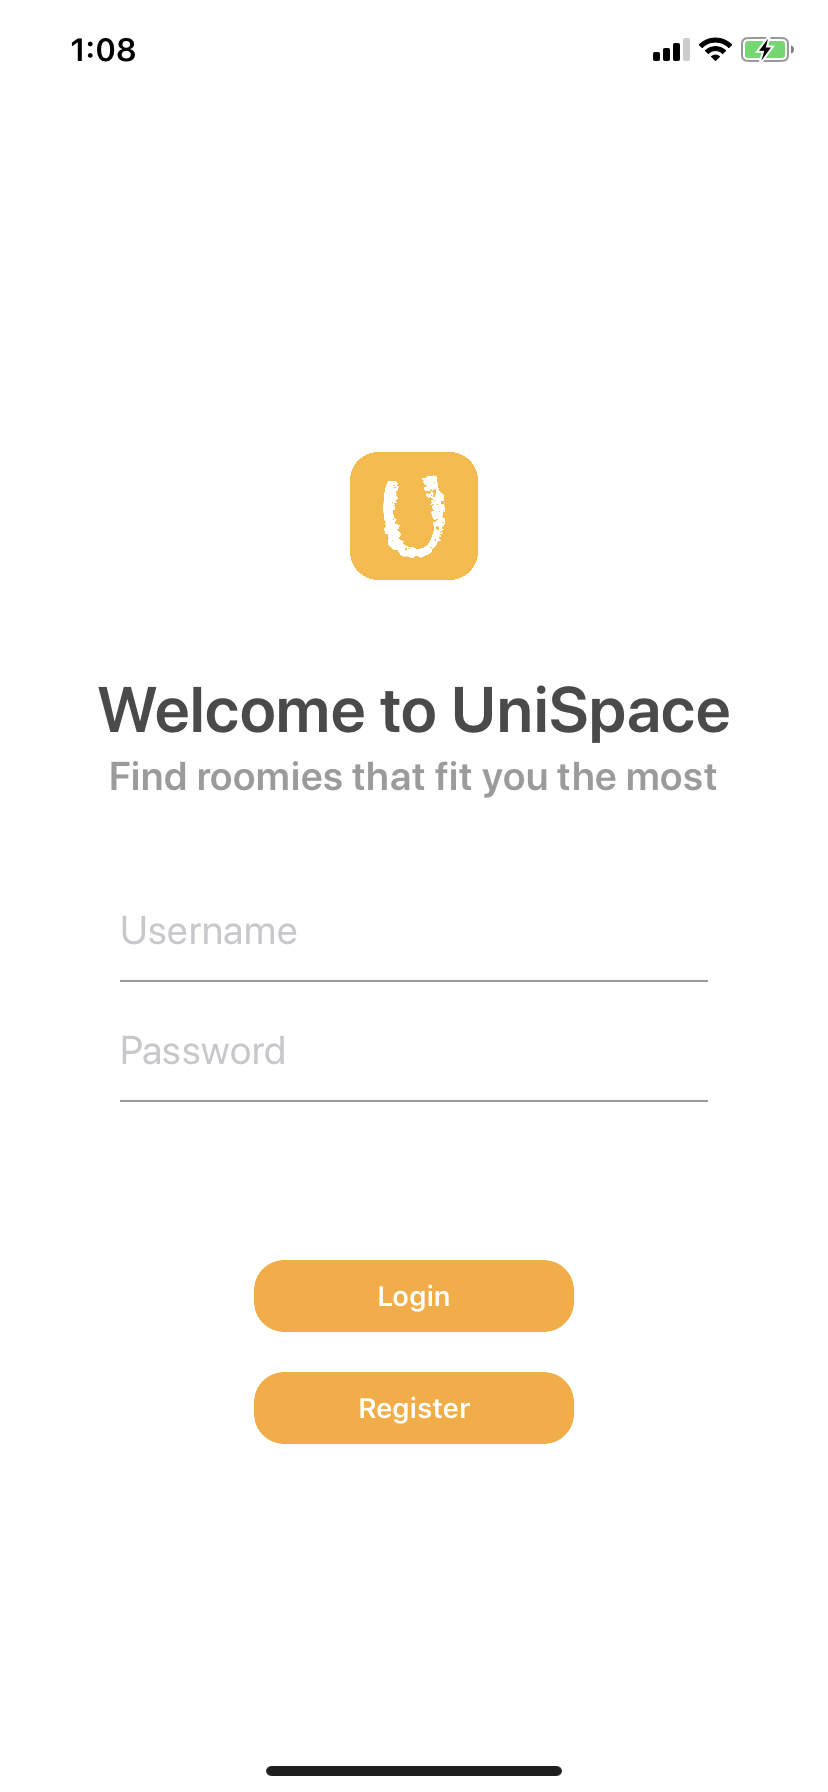 1:08
U
Welcome to UniSpace
Find roomies that fit you the most
Username
Password
Login
Register